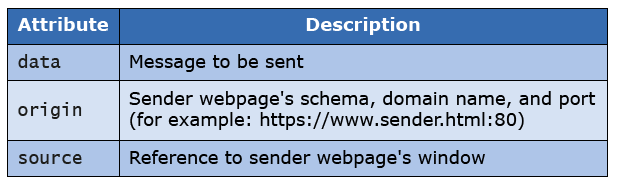 Attribute Description
data Message to be sent
origin Sender webpage's schema, domain name, and port
(for example: https://www.sender.html:80)
source Reference to sender webpage's window